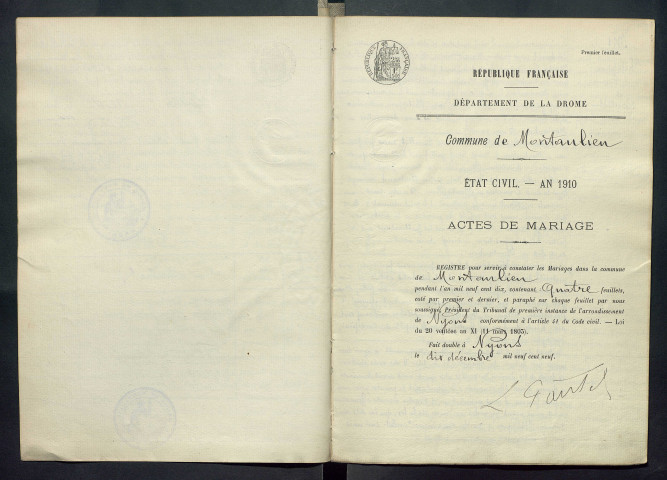 Premier feuillet.
RÉPUBLIQUE FRANÇAISE
DÉPARTEMENT DE LA DROME
Commune de Montaulieu
ÉTAT CIVIL. — AN 1910
ACTES DE MARIAGE
REGISTRE pour servir à constater les Mariages dans la commune
de Montaulieu
pendant l'an mil neuf cent dix, contenant Quatre feuillets,
coté par premier et dernier, et paraphé sur chaque feuillet par nous
soussigné, Président du Tribunal de première instance de l'arrondissement
de Nyons conformément à l'article 41 du Code civil. — Loi
du 20 ventôse an XI (11 mars 1803).
Fait double à Nyons
le dix décembre mil neuf cent neuf.